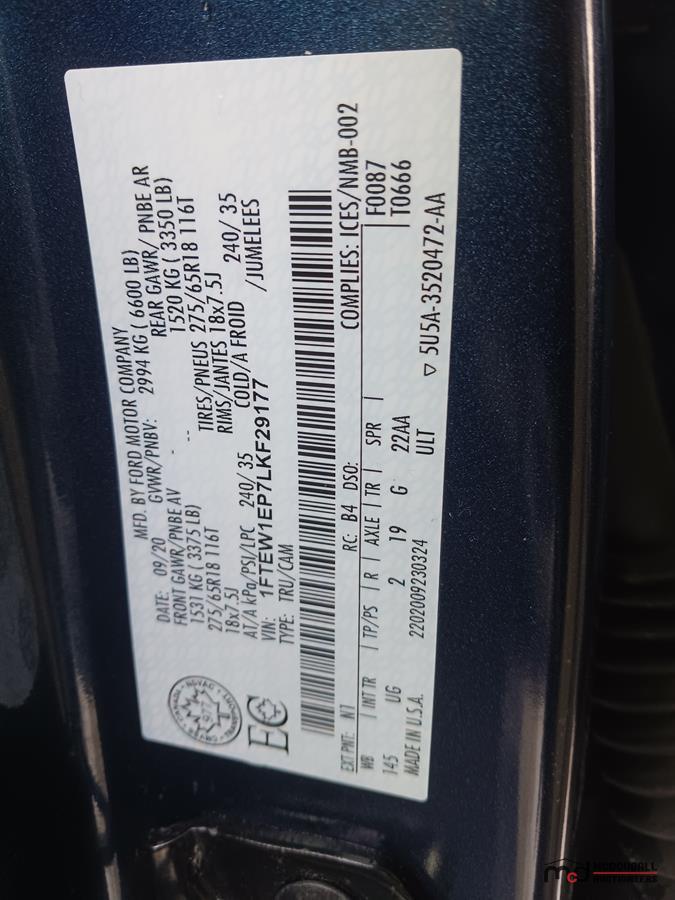 MFD. BY FORD MOTOR COMPANY
DATE: 09/20 GVWR/PNBV: 2994 KG ( 6600 LB)
FRONT GAWR/PNBE AV REAR GAWR/ PNBE AR
1531 KG ( 3375 LB) -- 1520 KG ( 3350 LB)
275/65R18 116T TIRES/PNEUS 275/65R18 116T
18x7.5J RIMS/JANTES 18x7.5J
AT/A kPa/PSI/LPC 240/ 35 COLD/A FROID 240/ 35
VIN: 1FTEW1EP7LKF29177 /JUMELEES
TYPE: TRU/CAM
EC
EXT PNT: N1 RC: B4 DSO: COMPLIES: ICES/NMB-002
WB | INT TR | TP/PS | R | AXLE | TR | SPR | F0087
145 UG 2 19 G 22AA T0666
MADE IN U.S.A. 2202009230324 ULT ▽ 5U5A-3520472-AA
McDOUGALL
AUCTIONEERS